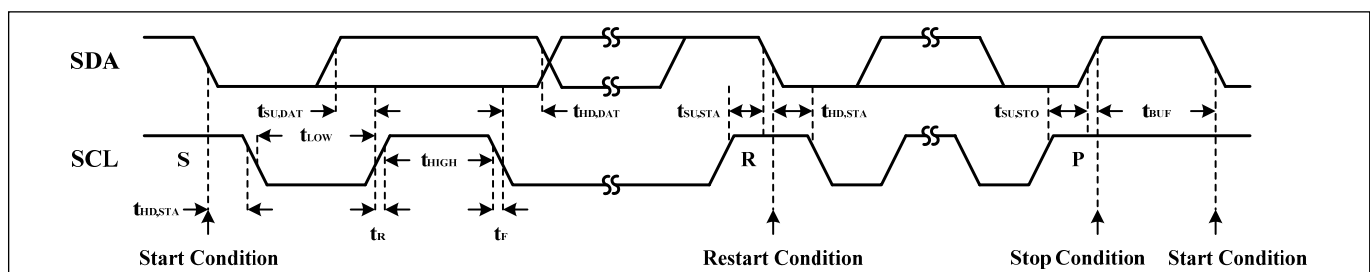 SDA
tSU,DAT tHD,DAT tSU,STA tHD,STA tSU,STO tBUF
tLOW
SCL S tHIGH R P
tHD,STA
tR tF
Start Condition Restart Condition Stop Condition Start Condition